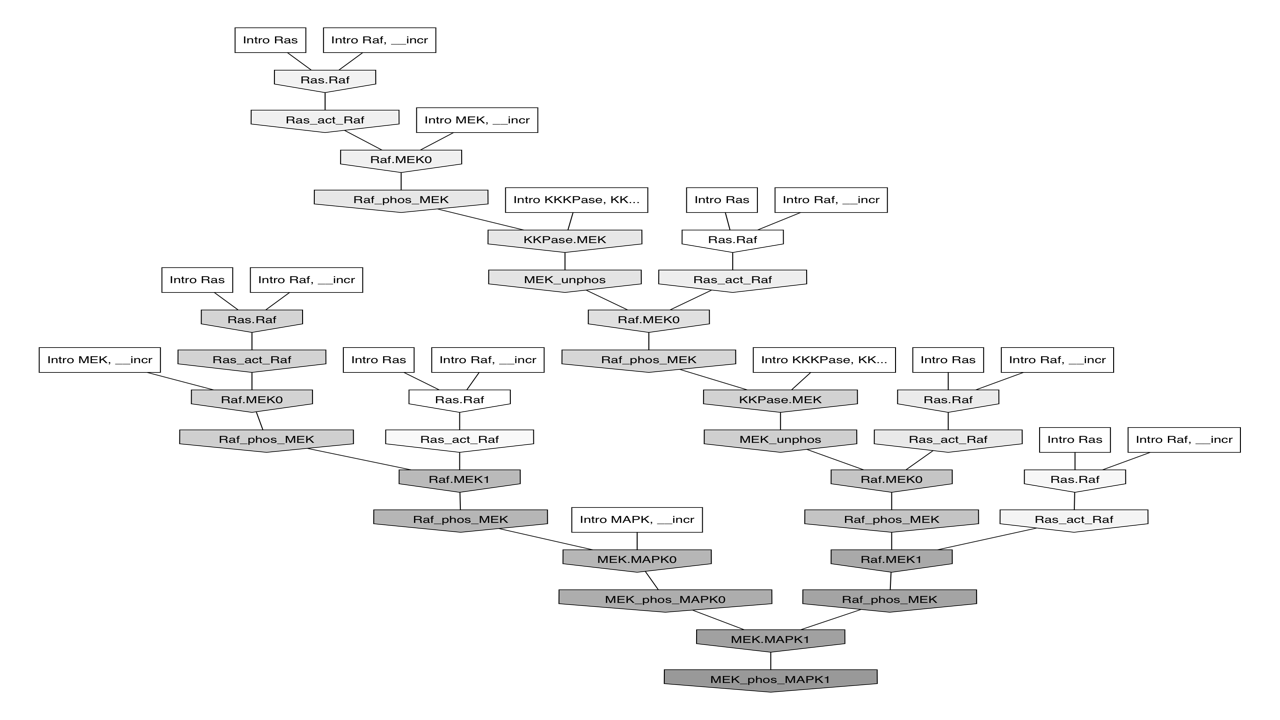 Intro Ras
Intro Raf, __incr
Ras.Raf
Ras_act_Raf
Intro MEK, __incr
Raf.MEK0
Raf_phos_MEK
Intro KKKPase, KK...
Intro Ras
Intro Raf, __incr
KKPase.MEK
Ras.Raf
Intro Ras
Intro Raf, __incr
MEK_unphos
Ras_act_Raf
Ras.Raf
Raf.MEK0
Intro MEK, __incr
Ras_act_Raf
Intro Ras
Intro Raf, __incr
Raf_phos_MEK
Intro KKKPase, KK...
Intro Ras
Intro Raf, __incr
Raf.MEK0
Ras.Raf
KKPase.MEK
Ras.Raf
Raf_phos_MEK
Ras_act_Raf
MEK_unphos
Ras_act_Raf
Intro Ras
Intro Raf, __incr
Raf.MEK1
Raf.MEK0
Ras.Raf
Raf_phos_MEK
Intro MAPK, __incr
Raf_phos_MEK
Ras_act_Raf
MEK.MAPK0
Raf.MEK1
MEK_phos_MAPK0
Raf_phos_MEK
MEK.MAPK1
MEK_phos_MAPK1